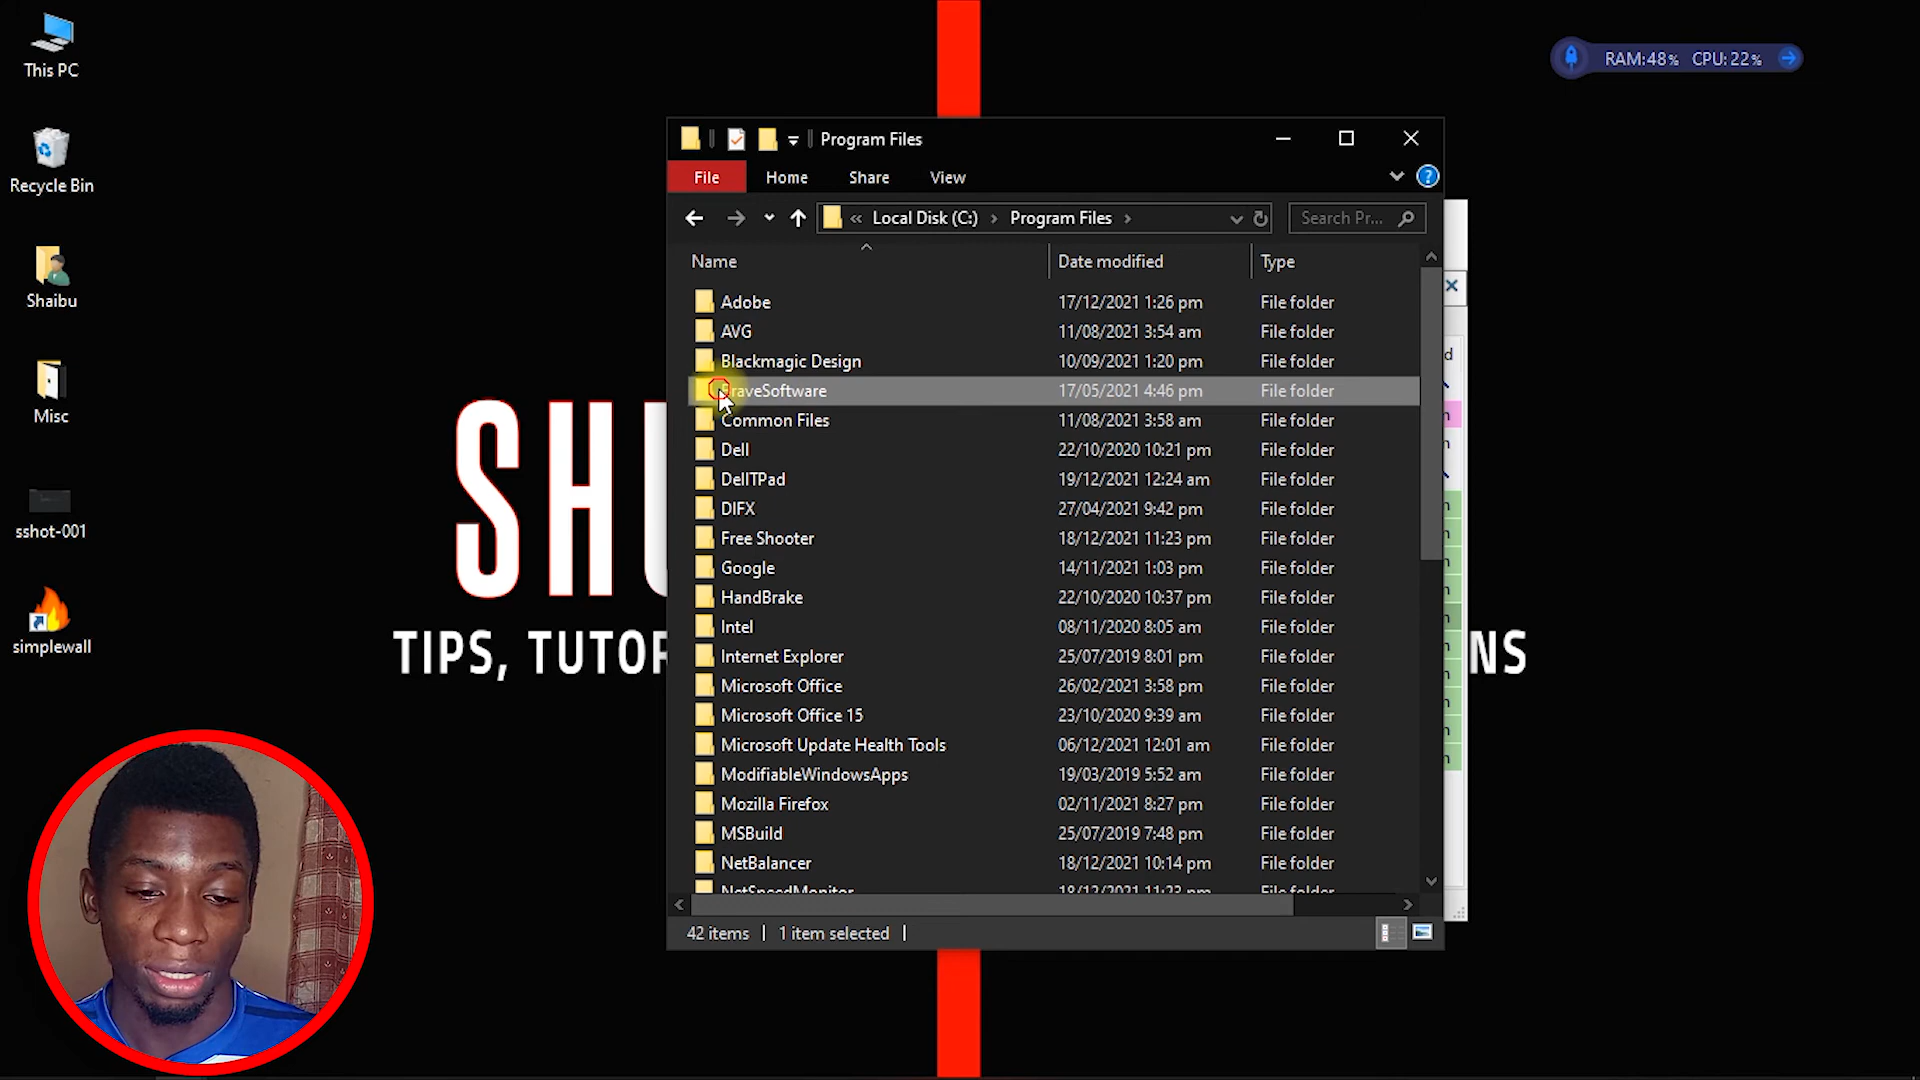 This PC
Recycle Bin
Shaibu
Misc
sshot-001
simplewall
RAM:48% CPU:22%
SHU
TIPS, TUTOR
NS
Program Files
File Home Share View
« Local Disk (C:) › Program Files ›
Search Pr...
Name Date modified Type
Adobe 17/12/2021 1:26 pm File folder
AVG 11/08/2021 3:54 am File folder
Blackmagic Design 10/09/2021 1:20 pm File folder
raveSoftware 17/05/2021 4:46 pm File folder
Common Files 11/08/2021 3:58 am File folder
Dell 22/10/2020 10:21 pm File folder
DellTPad 19/12/2021 12:24 am File folder
DIFX 27/04/2021 9:42 pm File folder
Free Shooter 18/12/2021 11:23 pm File folder
Google 14/11/2021 1:03 pm File folder
HandBrake 22/10/2020 10:37 pm File folder
Intel 08/11/2020 8:05 am File folder
Internet Explorer 25/07/2019 8:01 pm File folder
Microsoft Office 26/02/2021 3:58 pm File folder
Microsoft Office 15 23/10/2020 9:39 am File folder
Microsoft Update Health Tools 06/12/2021 12:01 am File folder
ModifiableWindowsApps 19/03/2019 5:52 am File folder
Mozilla Firefox 02/11/2021 8:27 pm File folder
MSBuild 25/07/2019 7:48 pm File folder
NetBalancer 18/12/2021 10:14 pm File folder
NetSpeedMonitor 18/12/2021 11:23 pm File folder
42 items | 1 item selected |